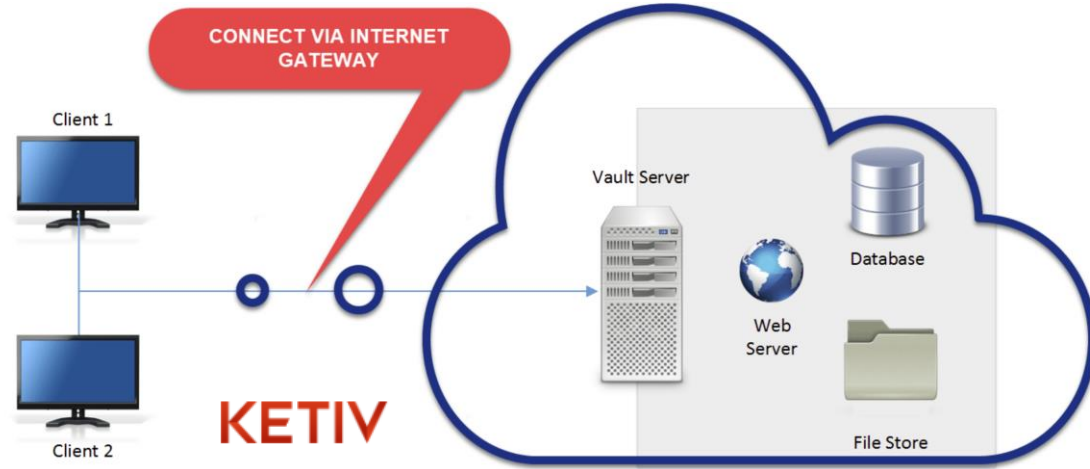 CONNECT VIA INTERNET
GATEWAY
Client 1
Vault Server
Database
Web
Server
KETIV
Client 2
File Store